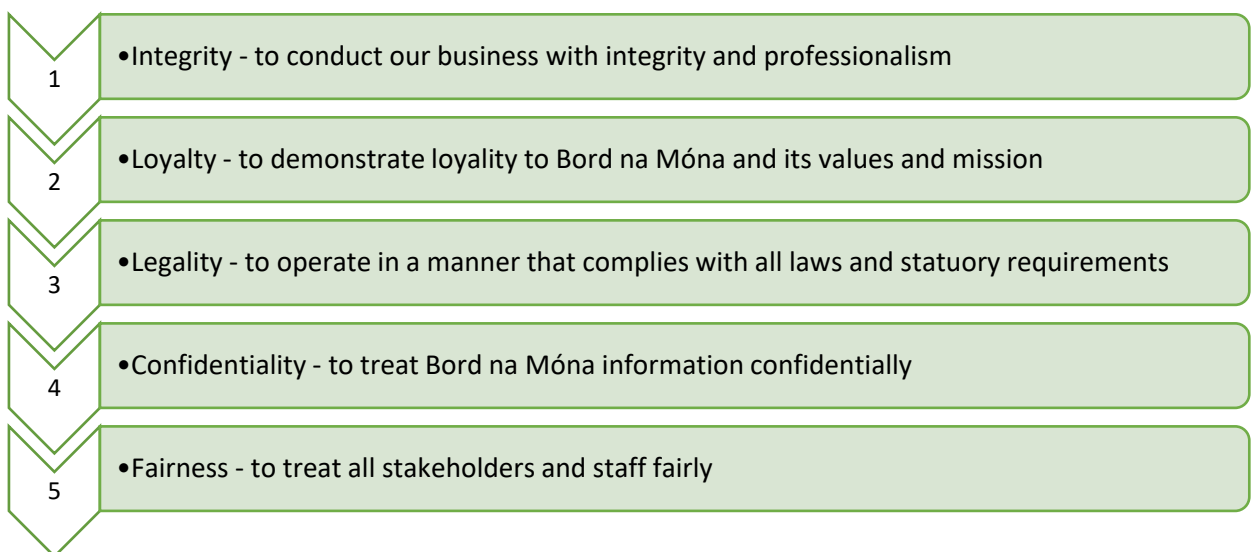 1
•Integrity - to conduct our business with integrity and professionalism
2
•Loyalty - to demonstrate loyality to Bord na Móna and its values and mission
3
•Legality - to operate in a manner that complies with all laws and statuory requirements
4
•Confidentiality - to treat Bord na Móna information confidentially
5
•Fairness - to treat all stakeholders and staff fairly